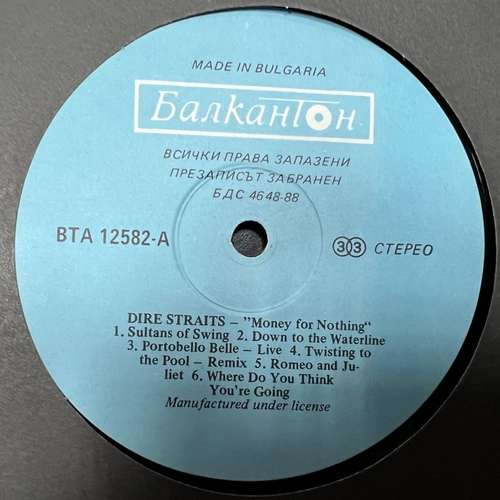 MADE IN BULGARIA
Балкантон
ВСИЧКИ ПРАВА ЗАПАЗЕНИ
ПРЕЗАПИСЪТ ЗАБРАНЕН
БДС 4648-88
ВТА 12582-А
33 СТЕРЕО
DIRE STRAITS – "Money for Nothing"
1. Sultans of Swing 2. Down to the Waterline
3. Portobello Belle – Live 4. Twisting to
the Pool – Remix 5. Romeo and Ju-
liet 6. Where Do You Think
You're Going
Manufactured under license